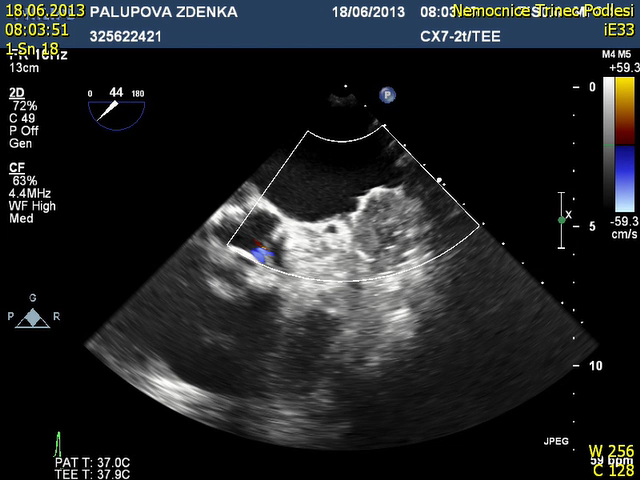 18.06.2013
08:03:51
1-Sn 18
PALUPOVA ZDENKA
325622421
18/06/2013
08:03
CX7-2t/TEE
Nemocnice Trinec-Podlesi
iE33
13cm
2D
72%
C 49
P Off
Gen
CF
63%
4.4MHz
WF High
Med
0 44 180
P
M4 M5
+59.3
-59.3
cm/s
0
5
10
X
G
P R
PAT T: 37.0C
TEE T: 37.9C
JPEG
W 256
C 128